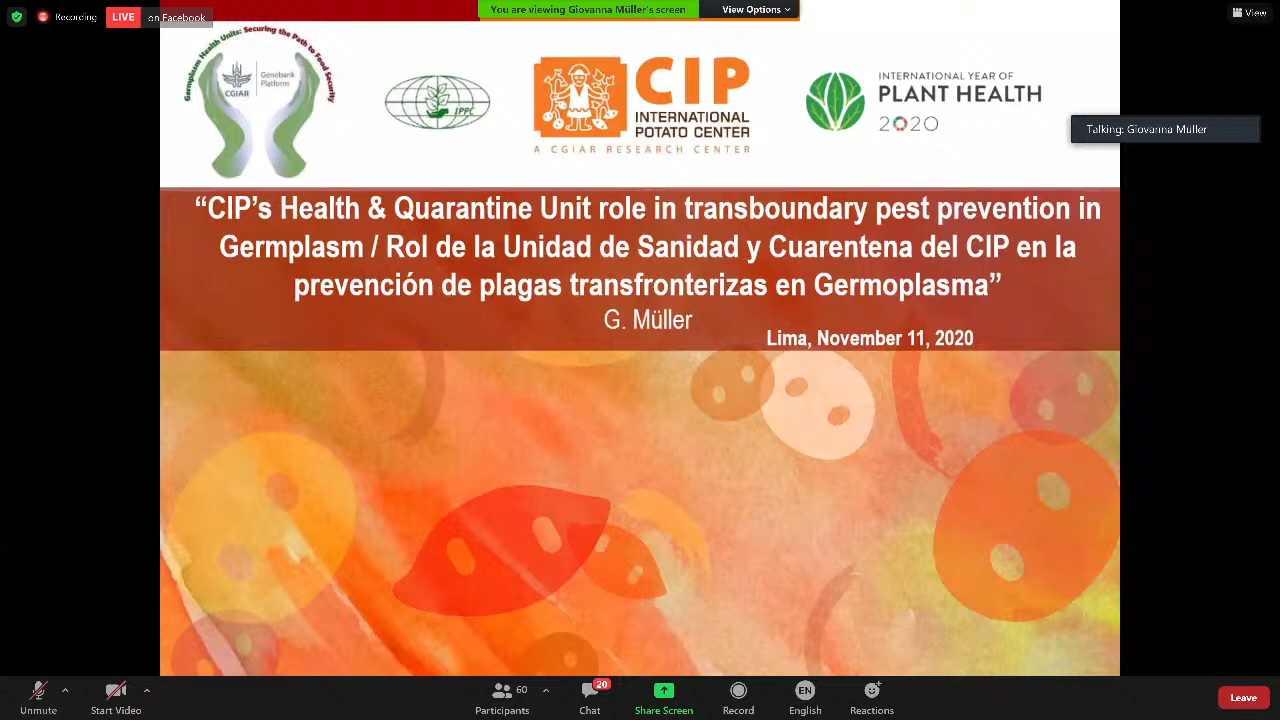 Recording
LIVE on Facebook
You are viewing Giovanna Müller's screen
View Options
View
Germplasm Health Units: Securing the Path to Food Security
CGIAR
Genebank
Platform
IPPC
CIP
INTERNATIONAL
POTATO CENTER
A CGIAR RESEARCH CENTER
INTERNATIONAL YEAR OF
PLANT HEALTH
2020
Talking: Giovanna Müller
“CIP’s Health & Quarantine Unit role in transboundary pest prevention in
Germplasm / Rol de la Unidad de Sanidad y Cuarentena del CIP en la
prevención de plagas transfronterizas en Germoplasma”
G. Müller
Lima, November 11, 2020
Unmute
Start Video
60
Participants
20
Chat
Share Screen
Record
EN
English
Reactions
Leave